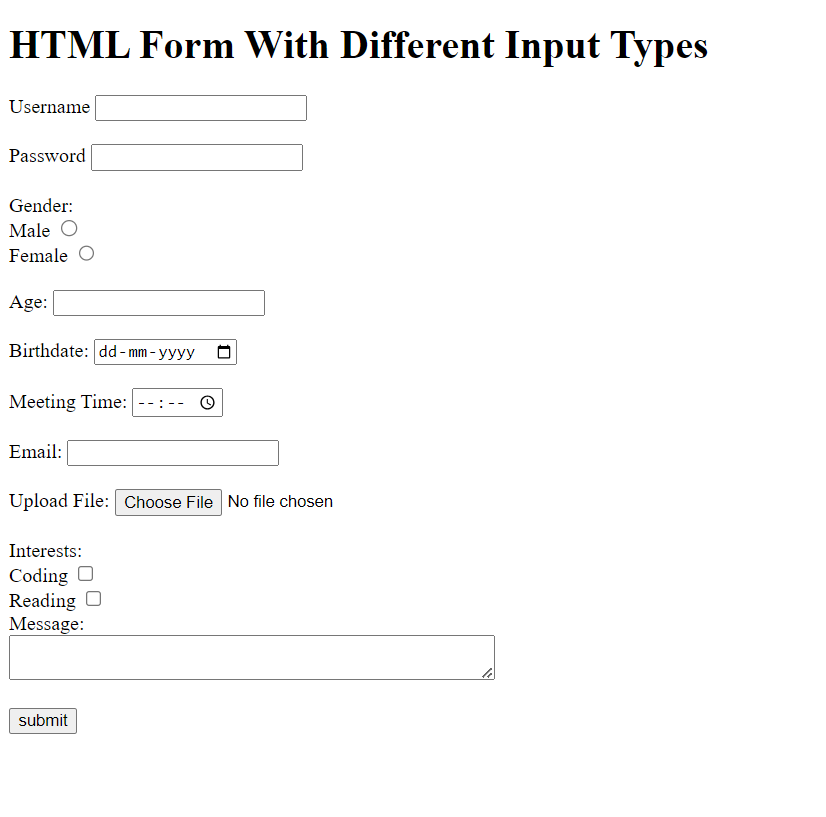 HTML Form With Different Input Types
Username
Password
Gender:
Male
Female
Age:
Birthdate: dd-mm-yyyy
Meeting Time: --:--
Email:
Upload File: Choose File No file chosen
Interests:
Coding
Reading
Message:
submit